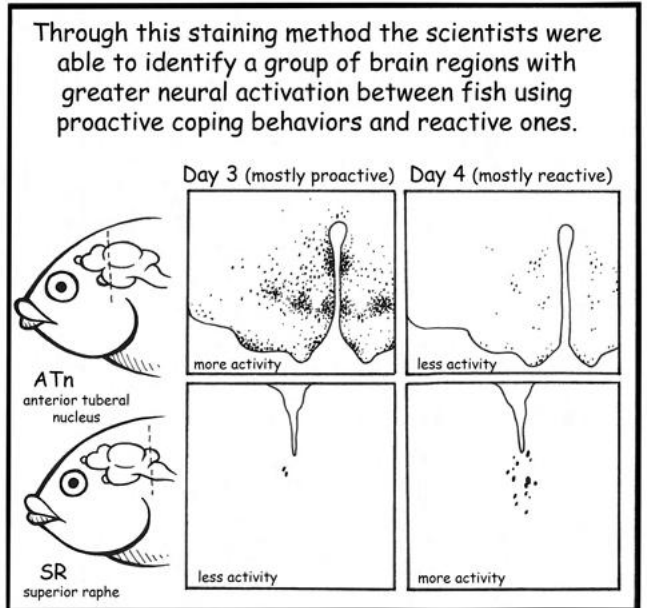 Through this staining method the scientists were
able to identify a group of brain regions with
greater neural activation between fish using
proactive coping behaviors and reactive ones.
Day 3 (mostly proactive)
Day 4 (mostly reactive)
more activity
less activity
ATn
anterior tuberal
nucleus
less activity
more activity
SR
superior raphe